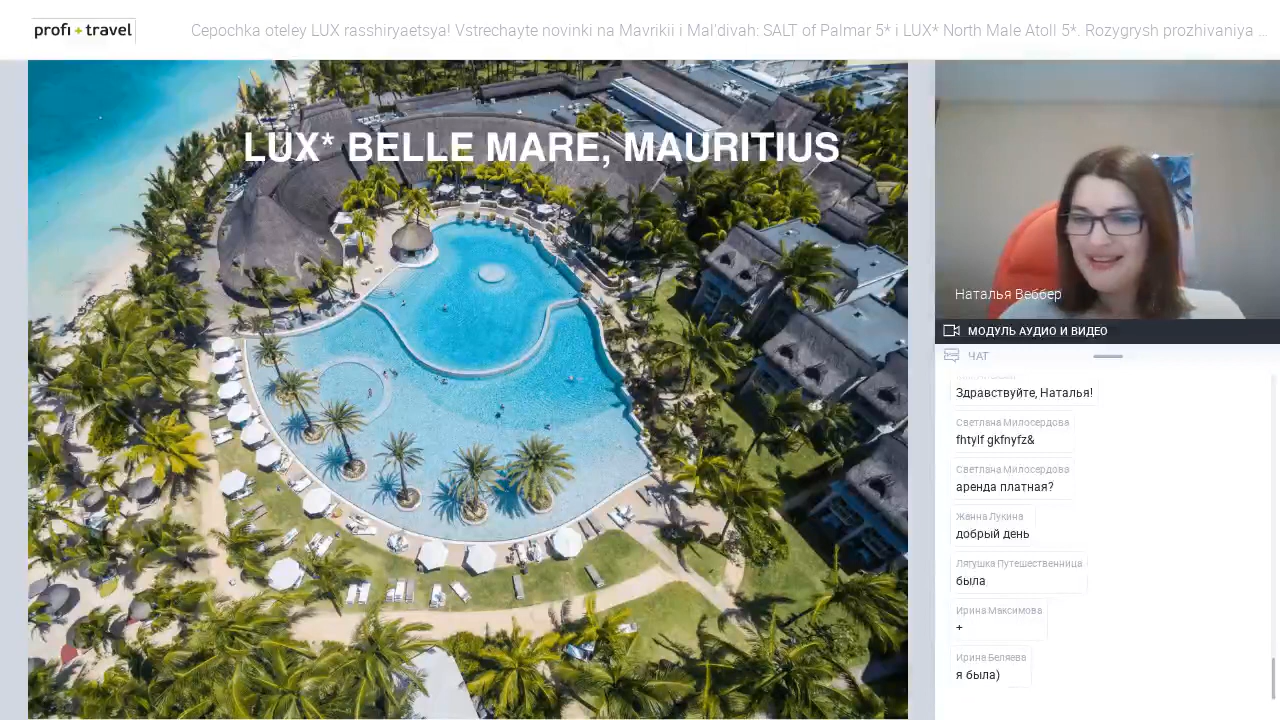 profi travel
Cepochka oteley LUX rasshiryaetsya! Vstrechayte novinki na Mavrikii i Mal'divah: SALT of Palmar 5* i LUX* North Male Atoll 5*. Rozygrysh prozhivaniya ...
LUX* BELLE MARE, MAURITIUS
Наталья Веббер
МОДУЛЬ АУДИО И ВИДЕО
ЧАТ
Здравствуйте, Наталья!
Светлана Милосердова
fhtylf gkfnyfz&
Светлана Милосердова
аренда платная?
Жанна Лукина
добрый день
Лягушка Путешественница
была
Ирина Максимова
+
Ирина Беляева
я была)